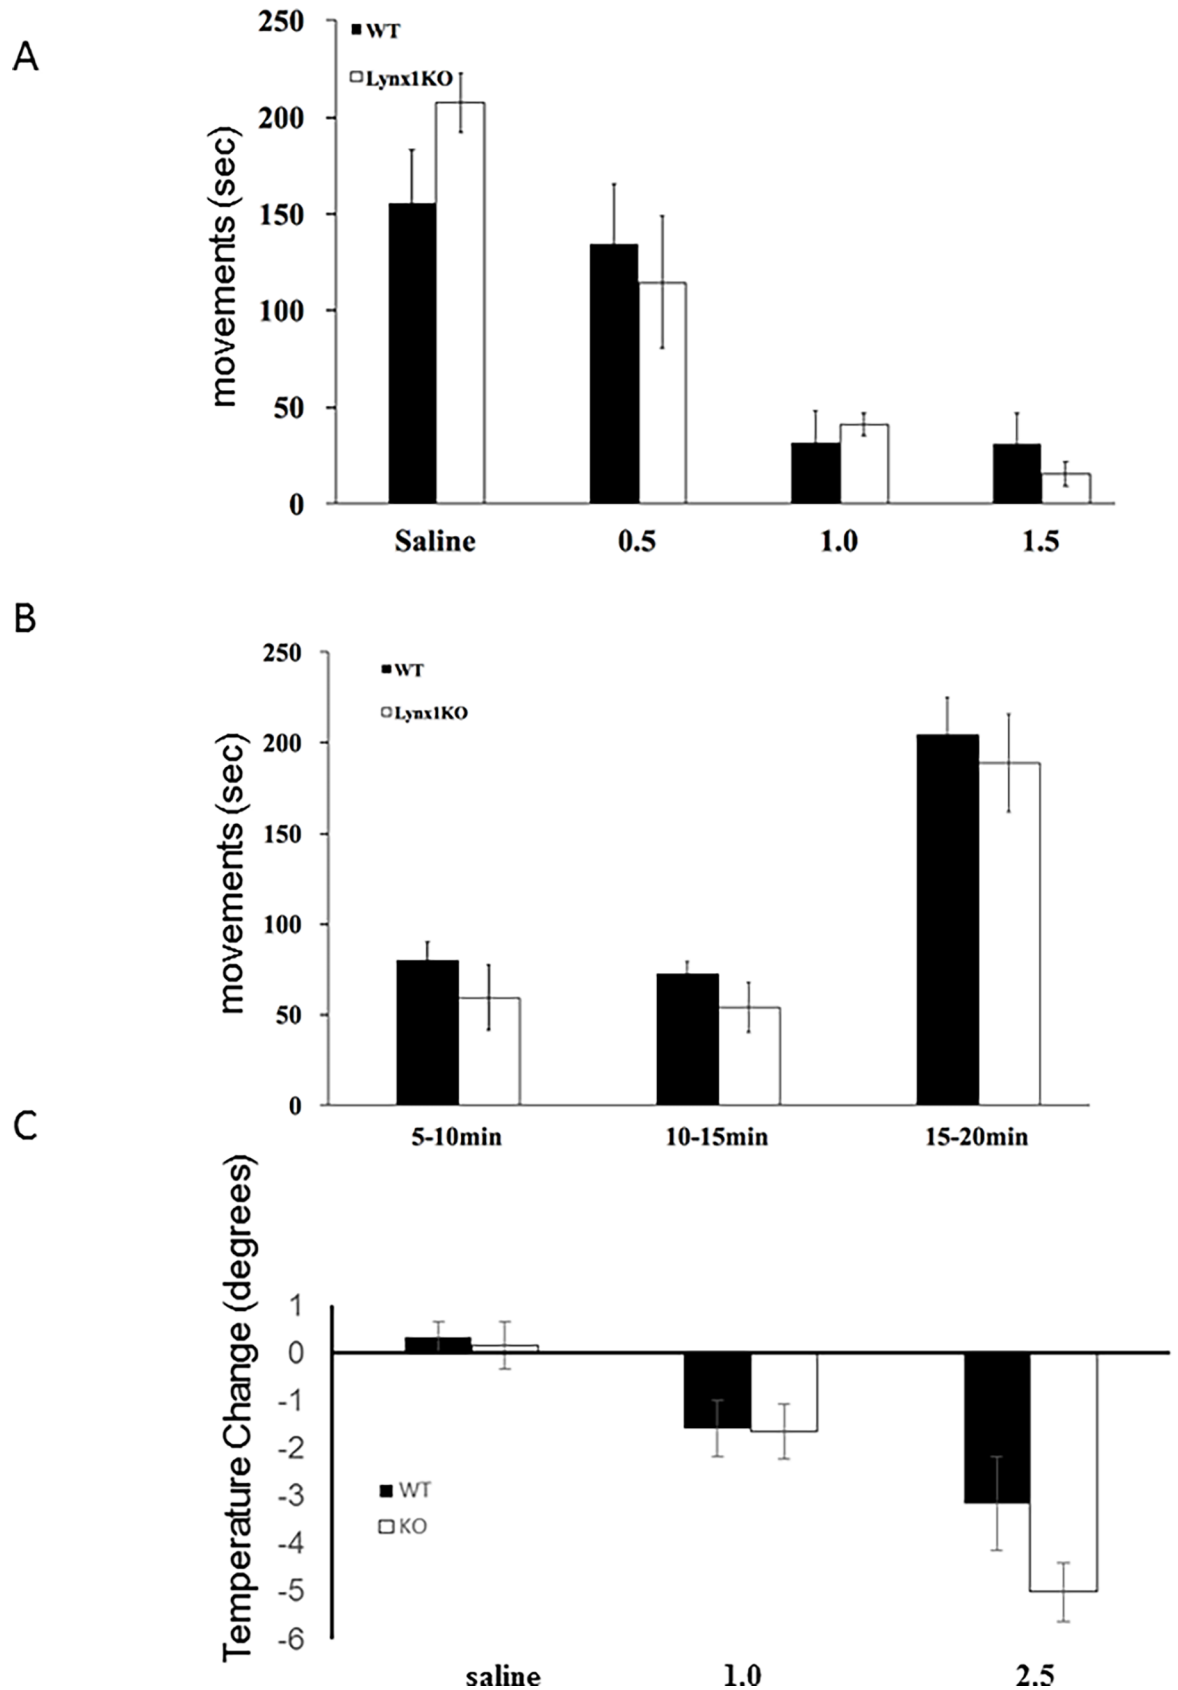 A
movements (sec)
250
200
150
100
50
0
WT
Lynx1KO
Saline 0.5 1.0 1.5
B
movements (sec)
250
200
150
100
50
0
WT
Lynx1KO
5-10min 10-15min 15-20min
C
Temperature Change (degrees)
1
0
-1
-2
-3
-4
-5
-6
WT
KO
saline 1.0 2.5